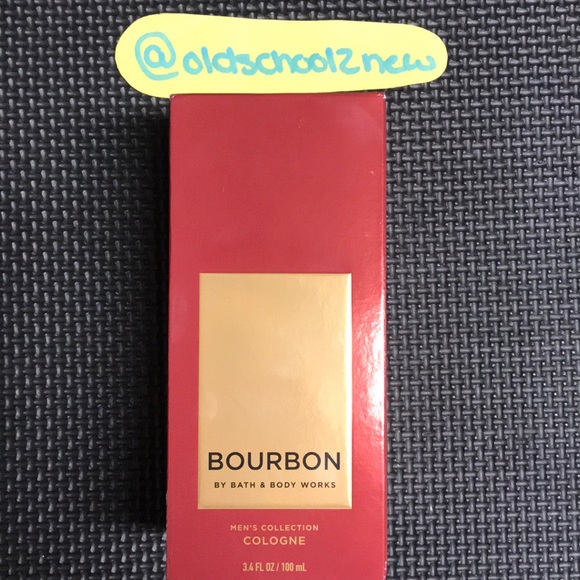 @oldschool2new
BOURBON
BY BATH & BODY WORKS
MEN'S COLLECTION
COLOGNE
3.4 FL OZ / 100 mL